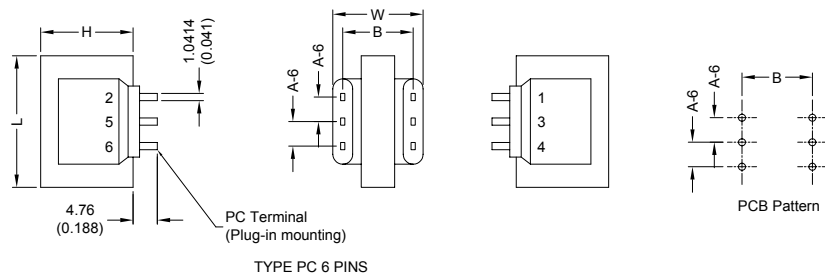 H
1.0414
(0.041)
L
2
5
6
4.76
(0.188)
PC Terminal
(Plug-in mounting)
W
B
A-6
A-6
1
3
4
B
A-6
A-6
PCB Pattern
TYPE PC 6 PINS